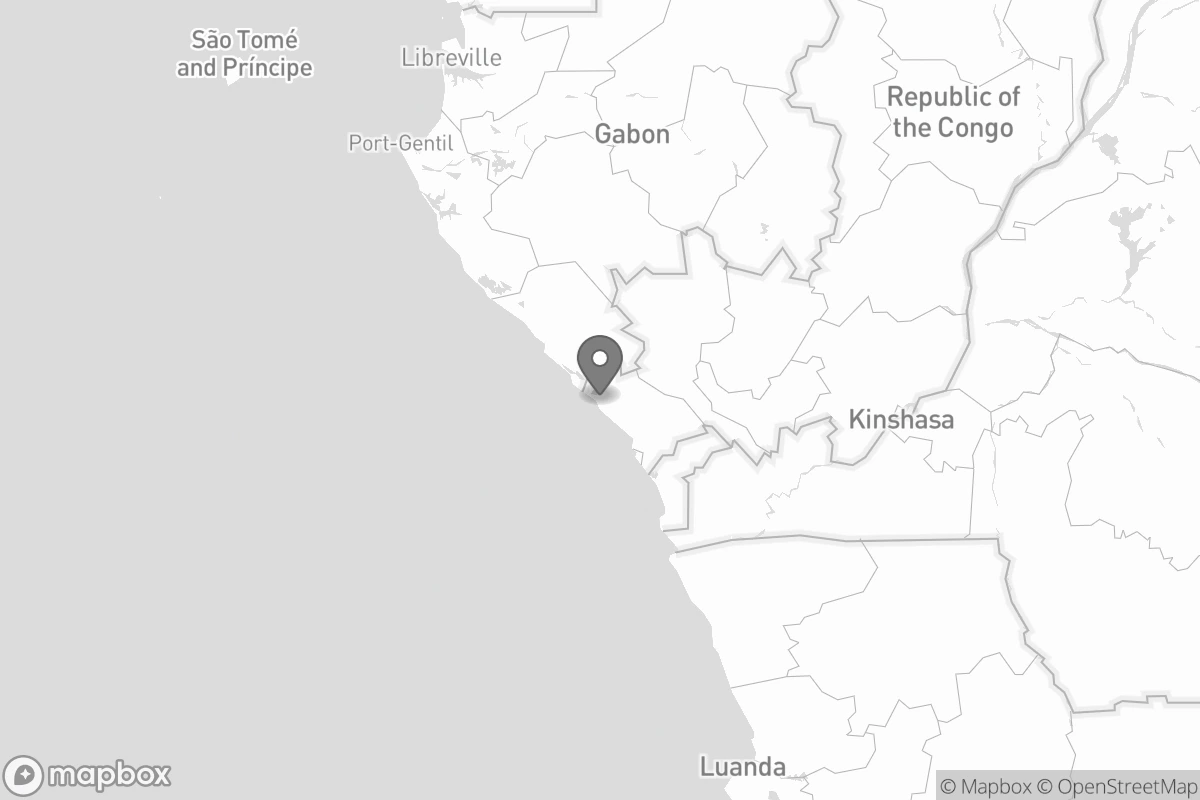 São Tomé
and Príncipe
Libreville
Port-Gentil
Gabon
Republic of
the Congo
Kinshasa
Luanda
mapbox
© Mapbox © OpenStreetMap